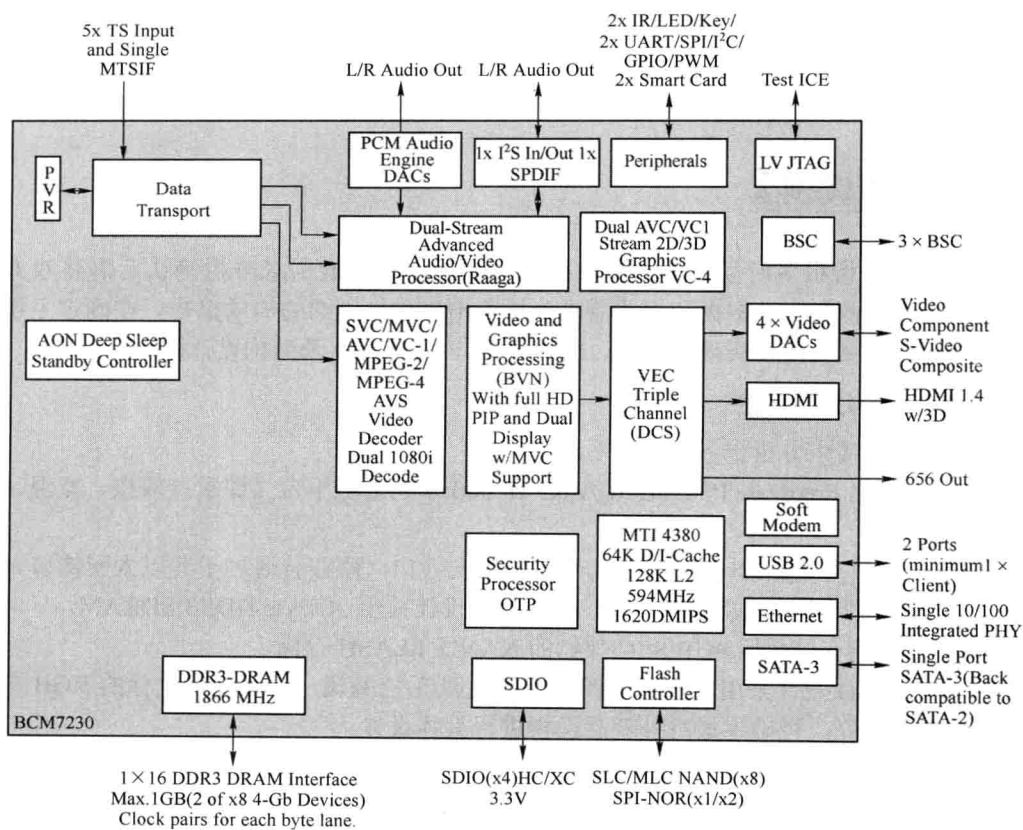 5x TS Input
and Single
MTSIF
L/R Audio Out
L/R Audio Out
2x IR/LED/Key/
2x UART/SPI/I²C/
GPIO/PWM
2x Smart Card
Test ICE
PVR
Data
Transport
PCM Audio
Engine
DACs
1x I²S In/Out 1x
SPDIF
Peripherals
LV JTAG
Dual-Stream
Advanced
Audio/Video
Processor(Raaga)
Dual AVC/VC1
Stream 2D/3D
Graphics
Processor VC-4
BSC
3 × BSC
AON Deep Sleep
Standby Controller
SVC/MVC/
AVC/VC-1/
MPEG-2/
MPEG-4
AVS
Video
Decoder
Dual 1080i
Decode
Video and
Graphics
Processing
(BVN)
With full HD
PIP and Dual
Display
w/MVC
Support
VEC
Triple
Channel
(DCS)
4 × Video
DACs
Video
Component
S-Video
Composite
HDMI
HDMI 1.4
w/3D
656 Out
Security
Processor
OTP
MTI 4380
64K D/I-Cache
128K L2
594MHz
1620DMIPS
Soft
Modem
USB 2.0
2 Ports
(minimum1 ×
Client)
Ethernet
Single 10/100
Integrated PHY
SATA-3
Single Port
SATA-3(Back
compatible to
SATA-2)
DDR3-DRAM
1866 MHz
SDIO
Flash
Controller
BCM7230
1×16 DDR3 DRAM Interface
Max.1GB(2 of x8 4-Gb Devices)
Clock pairs for each byte lane.
SDIO(x4)HC/XC
3.3V
SLC/MLC NAND(x8)
SPI-NOR(x1/x2)